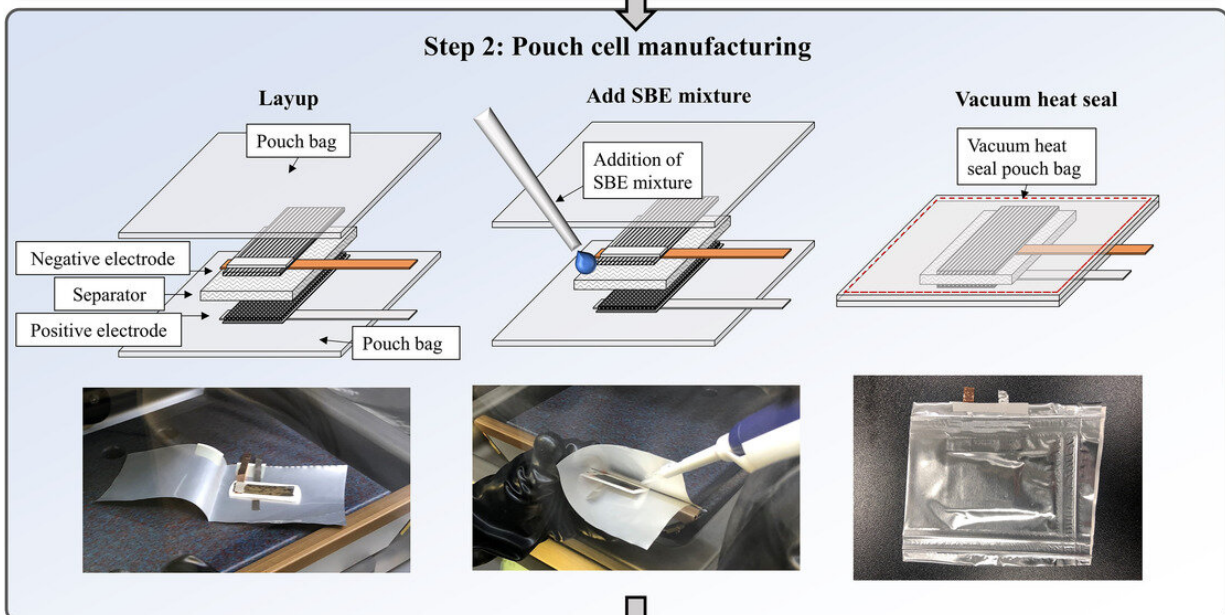 Step 2: Pouch cell manufacturing
Layup
Pouch bag
Negative electrode
Separator
Positive electrode
Pouch bag
Add SBE mixture
Addition of
SBE mixture
Vacuum heat seal
Vacuum heat
seal pouch bag